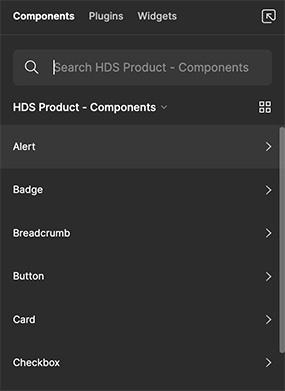 Components Plugins Widgets
Search HDS Product - Components
HDS Product - Components
Alert
Badge
Breadcrumb
Button
Card
Checkbox